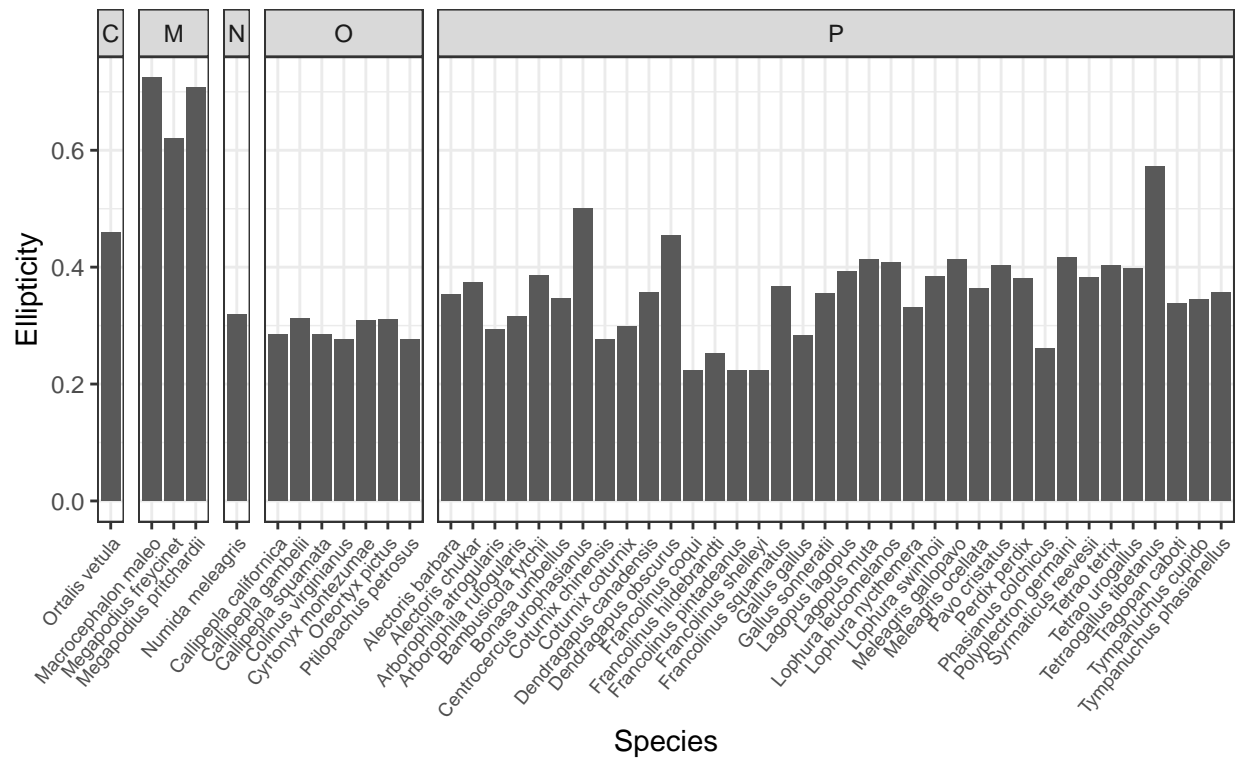 C
M
N
O
P
Ellipticity
0.6
0.4
0.2
0.0
Ortalis vetula
Macrocephalon maleo
Megapodius freycinet
Megapodius pritchardii
Numida meleagris
Callipepla californica
Callipepla gambelii
Callipepla squamata
Colinus virginianus
Cyrtonyx montezumae
Oreortyx pictus
Ptilopachus petrosus
Alectoris barbara
Alectoris chukar
Arborophila atrogularis
Arborophila rufogularis
Bambusicola fytchii
Bonasa umbellus
Centrocercus urophasianus
Coturnix chinensis
Coturnix coturnix
Dendragapus canadensis
Dendragapus obscurus
Francolinus coqui
Francolinus hildebrandti
Francolinus pintadeanus
Francolinus shelleyi
Francolinus squamatus
Gallus gallus
Gallus sonneratii
Lagopus lagopus
Lagopus muta
Lophura leucomelanos
Lophura nycthemera
Lophura swinhoii
Meleagris gallopavo
Meleagris ocellata
Pavo cristatus
Perdix perdix
Phasianus colchicus
Polyplectron germaini
Syrmaticus reevesii
Tetrao tetrix
Tetrao urogallus
Tetraogallus tibetanus
Tragopan caboti
Tympanuchus cupido
Tympanuchus phasianellus
Species